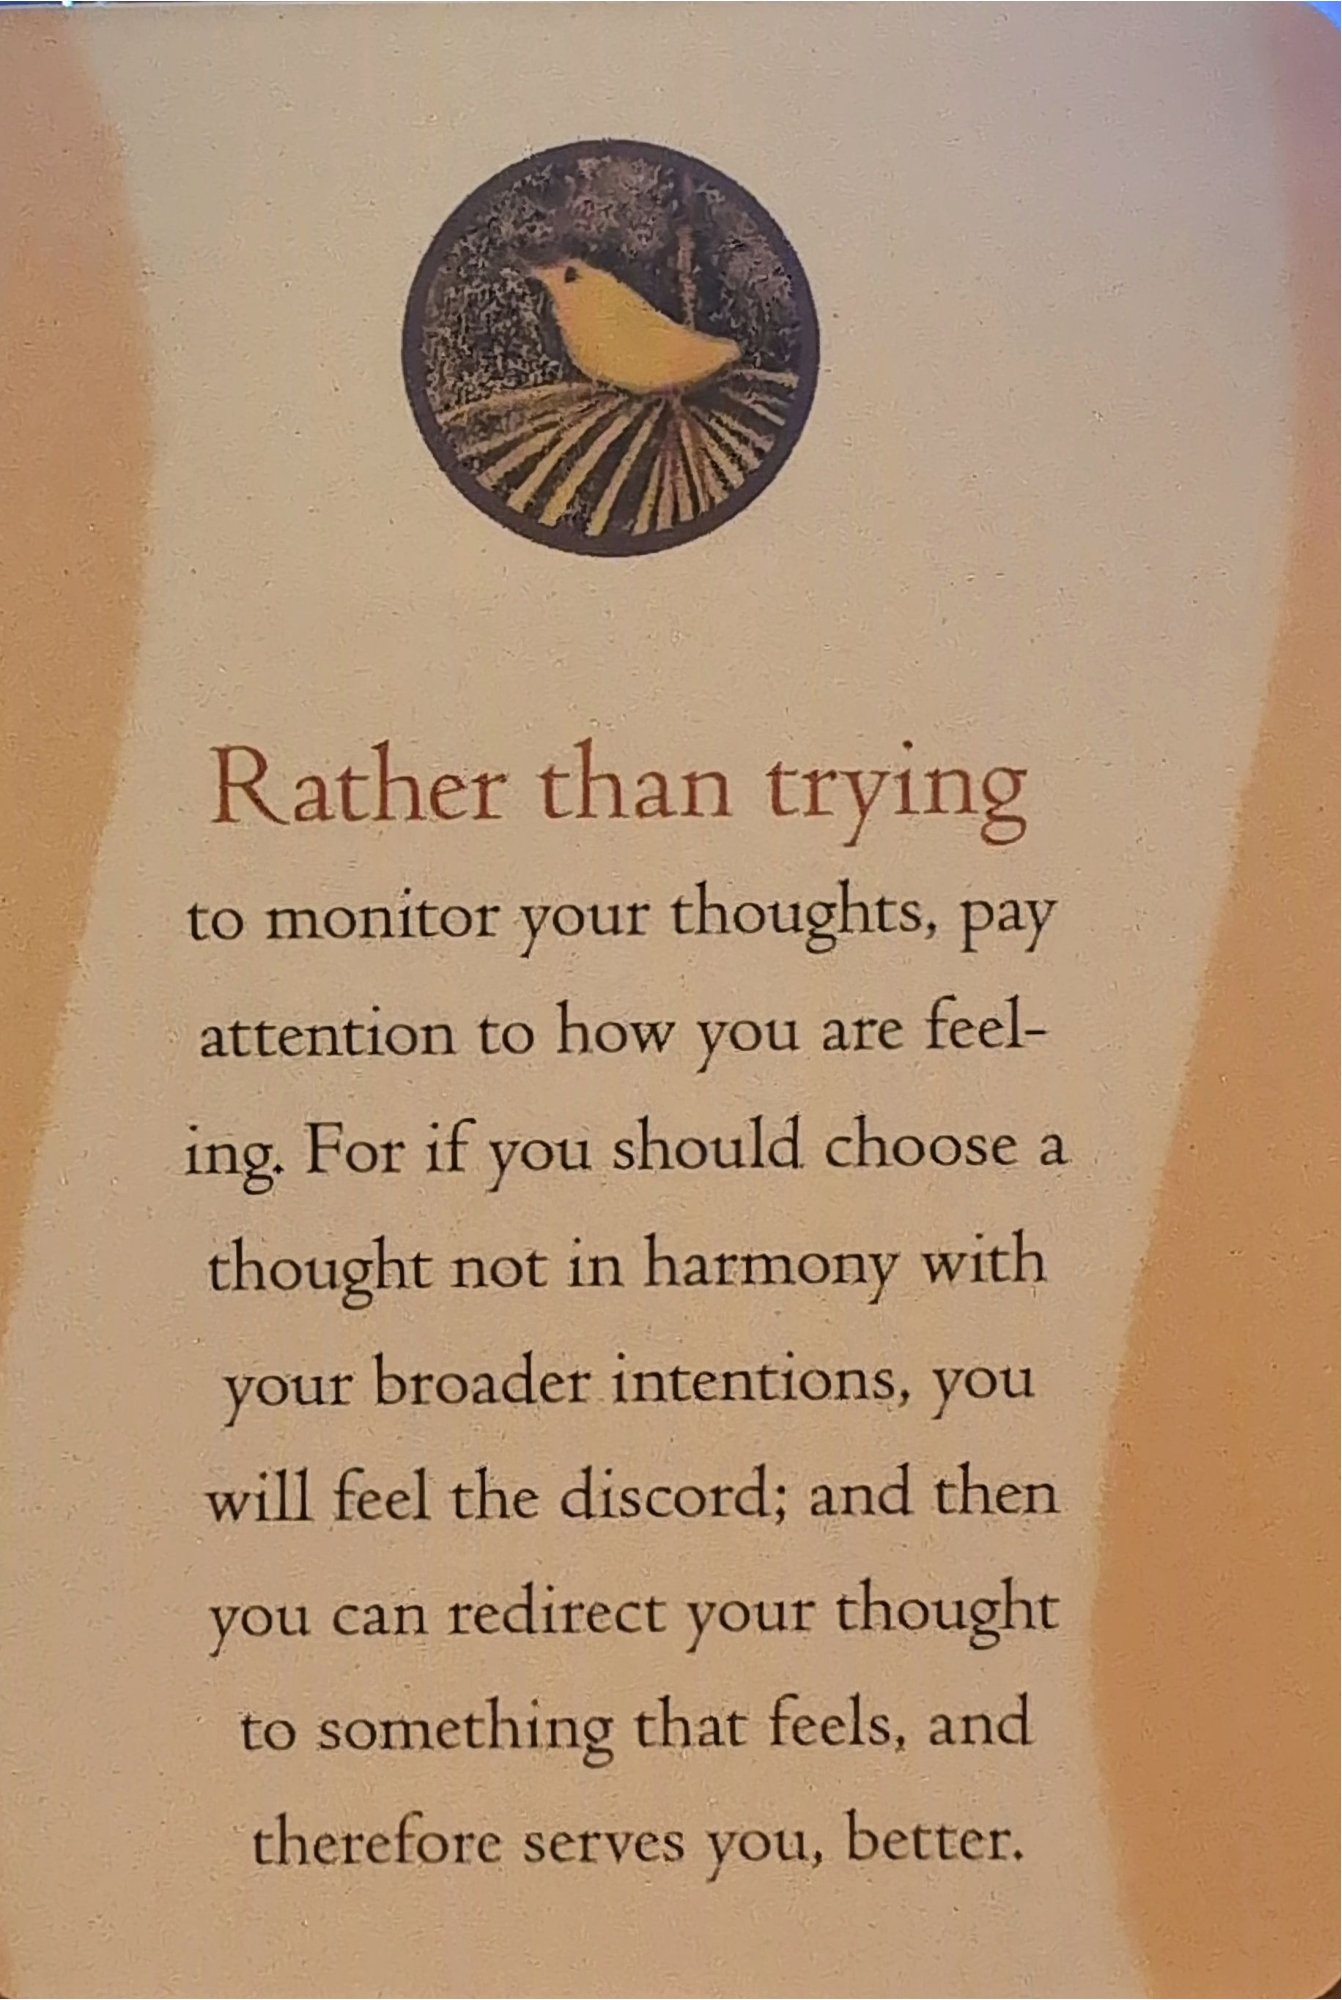 Rather than trying
to monitor your thoughts, pay
attention to how you are feel-
ing. For if you should choose a
thought not in harmony with
your broader intentions, you
will feel the discord; and then
you can redirect your thought
to something that feels, and
therefore serves you, better.